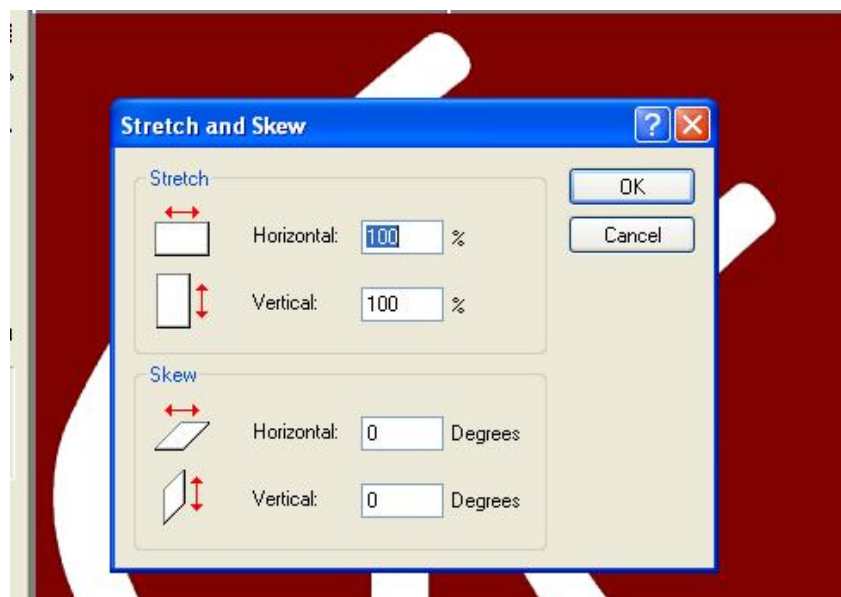 Stretch and Skew
Stretch
OK
Horizontal: 100 %
Cancel
Vertical: 100 %
Skew
Horizontal: 0 Degrees
Vertical: 0 Degrees